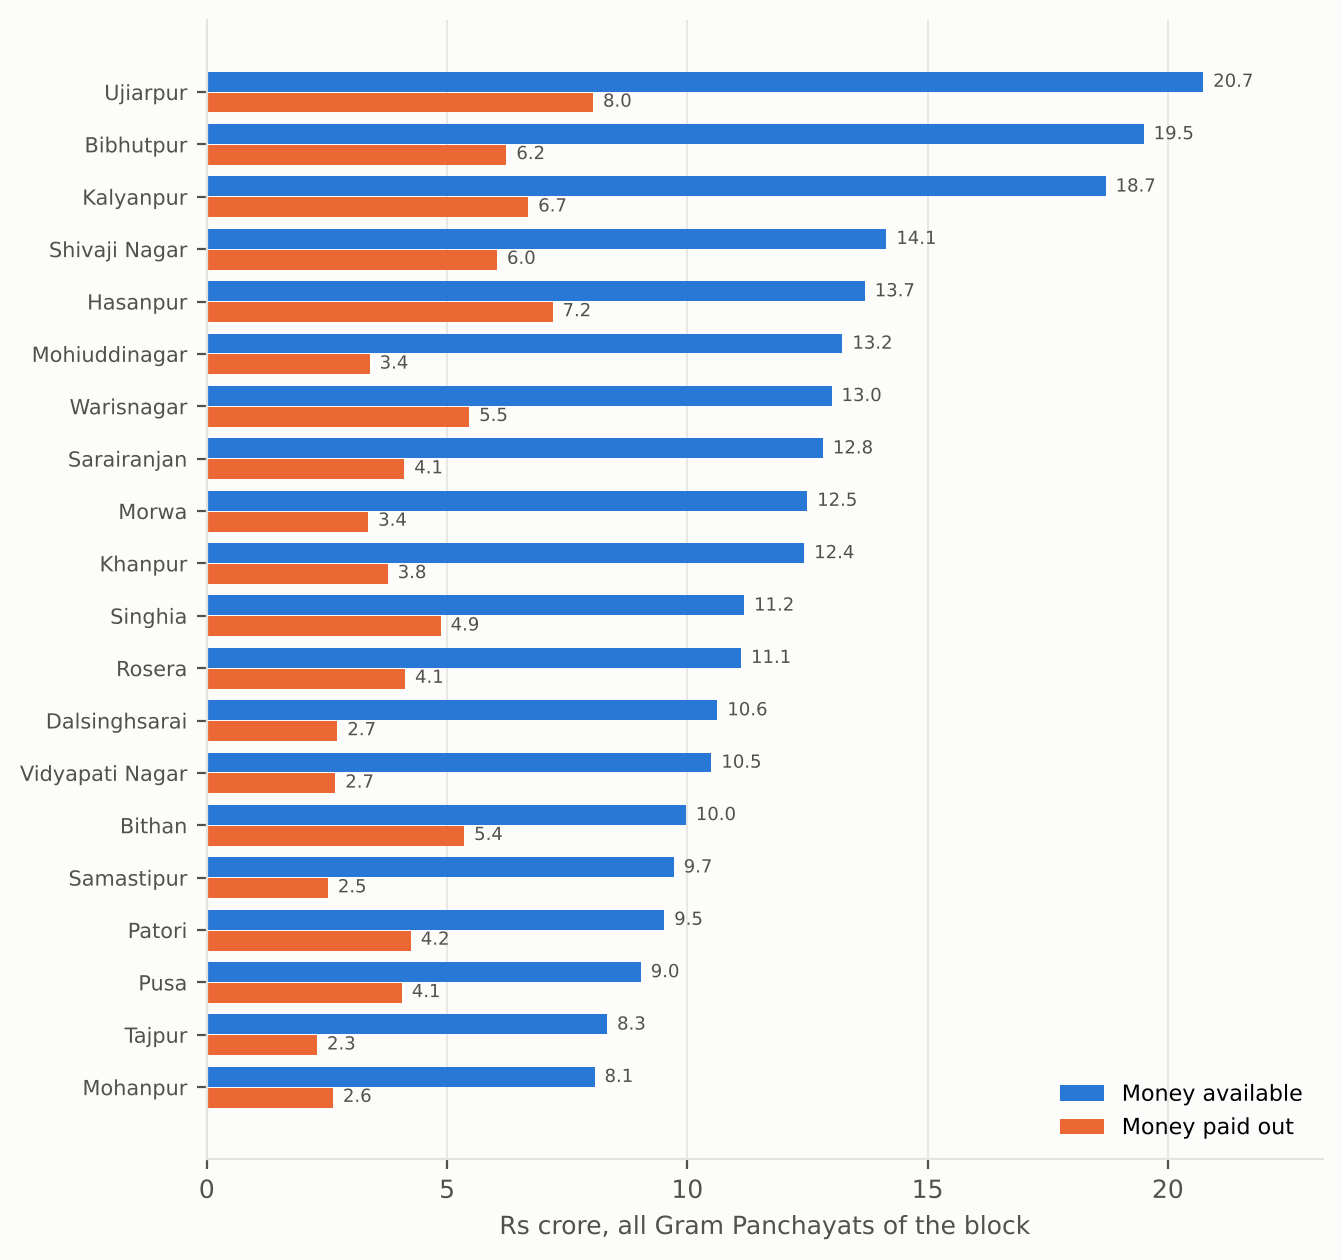 Ujiarpur 20.7
8.0
Bibhutpur 19.5
6.2
Kalyanpur 18.7
6.7
Shivaji Nagar 14.1
6.0
Hasanpur 13.7
7.2
Mohiuddinagar 13.2
3.4
Warisnagar 13.0
5.5
Sarairanjan 12.8
4.1
Morwa 12.5
3.4
Khanpur 12.4
3.8
Singhia 11.2
4.9
Rosera 11.1
4.1
Dalsinghsarai 10.6
2.7
Vidyapati Nagar 10.5
2.7
Bithan 10.0
5.4
Samastipur 9.7
2.5
Patori 9.5
4.2
Pusa 9.0
4.1
Tajpur 8.3
2.3
Mohanpur 8.1
2.6
Money available
Money paid out
0 5 10 15 20
Rs crore, all Gram Panchayats of the block